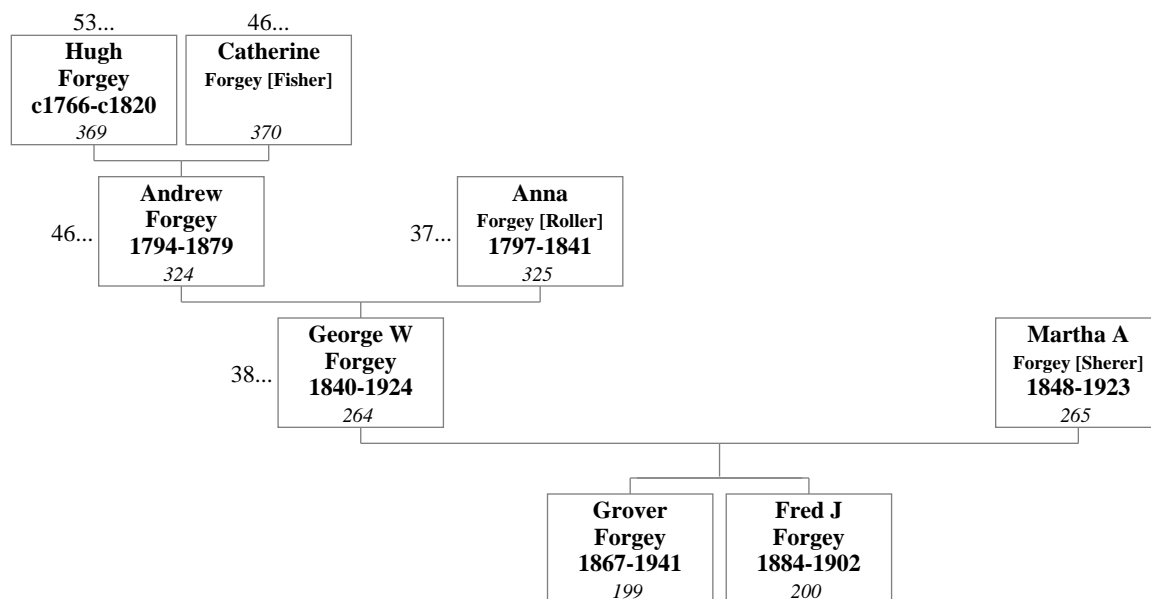 53...
46...
Hugh
Forgey
c1766-c1820
369
Catherine
Forgey [Fisher]
370
46...
Andrew
Forgey
1794-1879
324
37...
Anna
Forgey [Roller]
1797-1841
325
38...
George W
Forgey
1840-1924
264
Martha A
Forgey [Sherer]
1848-1923
265
Grover
Forgey
1867-1941
199
Fred J
Forgey
1884-1902
200